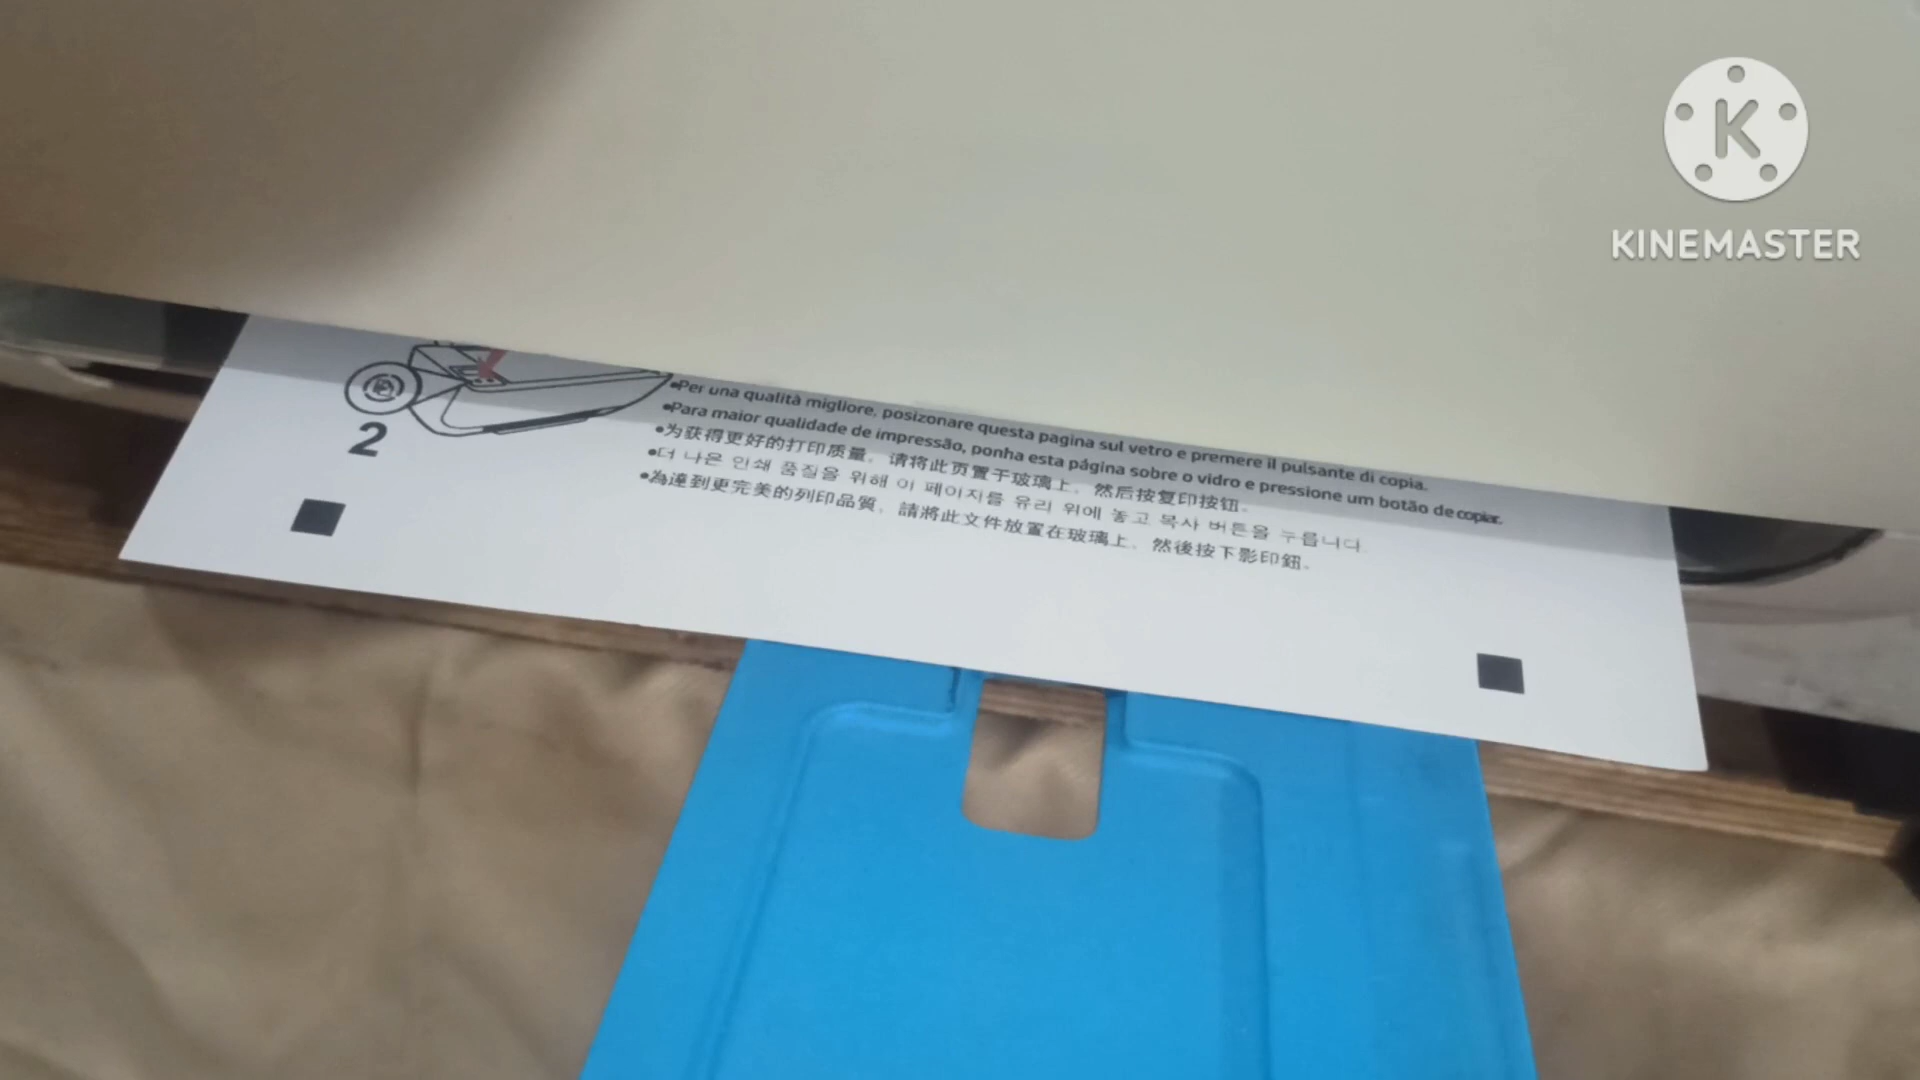 K
KINEMASTER
•Per una qualità migliore, posizonare questa pagina sul vetro e premere il pulsante di copia.
•Para maior qualidade de impressão, ponha esta página sobre o vidro e pressione um botão de copiar.
•为获得更好的打印质量，请将此页置于玻璃上，然后按复印按钮。
•더 나은 인쇄 품질을 위해 이 페이지를 유리 위에 놓고 복사 버튼을 누릅니다.
•為達到更完美的列印品質，請將此文件放置在玻璃上，然後按下影印鈕。
2